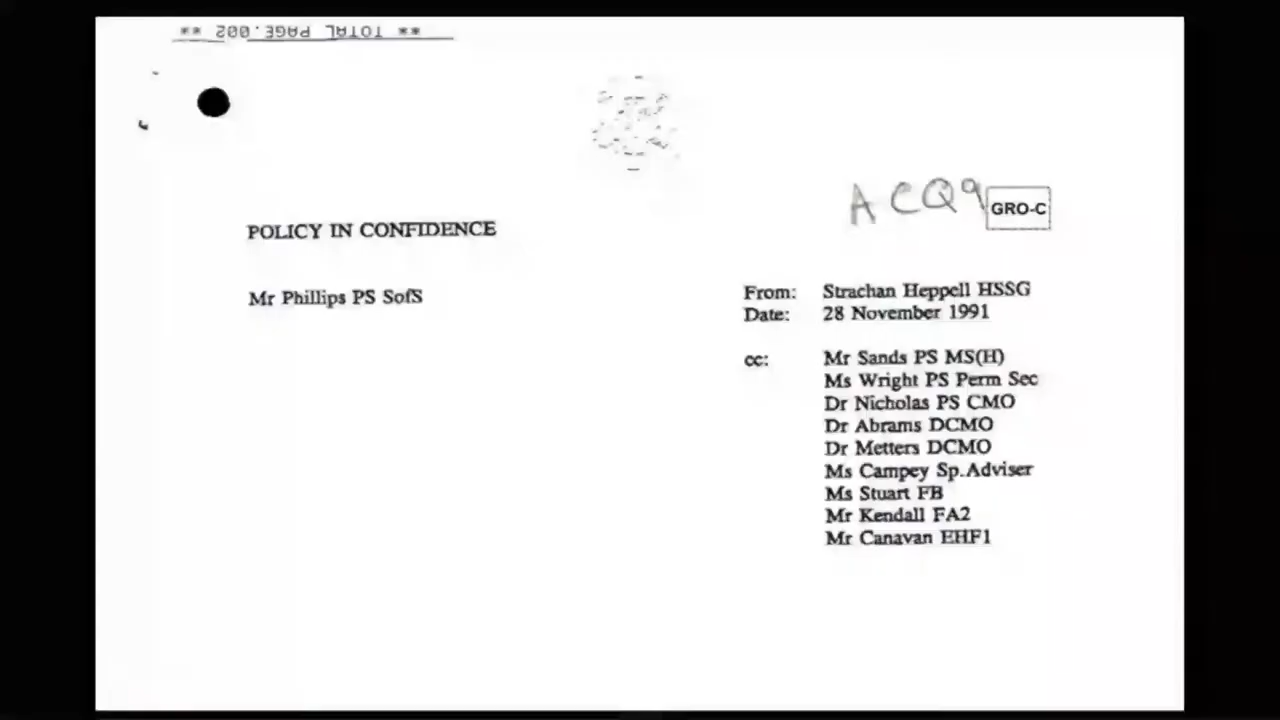 ** TOTAL PAGE.002 **
ACQ9
GRO-C
POLICY IN CONFIDENCE
Mr Phillips PS SofS
From: Strachan Heppell HSSG
Date: 28 November 1991
cc: Mr Sands PS MS(H)
Ms Wright PS Perm Sec
Dr Nicholas PS CMO
Dr Abrams DCMO
Dr Metters DCMO
Ms Campey Sp.Adviser
Ms Stuart FB
Mr Kendall FA2
Mr Canavan EHF1